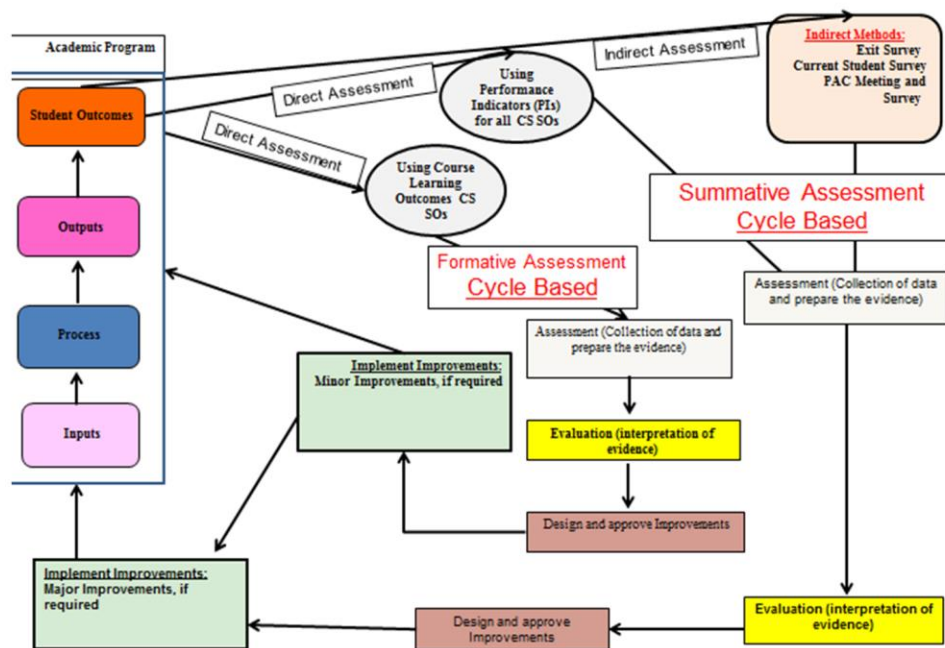 Academic Program
Student Outcomes
Outputs
Process
Inputs
Direct Assessment
Direct Assessment
Indirect Assessment
Using
Performance
Indicators (PIs)
for all CS SOs
Using Course
Learning
Outcomes CS
SOs
Indirect Methods:
Exit Survey
Current Student Survey
PAC Meeting and
Survey
Summative Assessment
Cycle Based
Formative Assessment
Cycle Based
Assessment (Collection of data
and prepare the evidence)
Assessment (Collection of data and
prepare the evidence)
Implement Improvements:
Minor Improvements, if required
Evaluation (interpretation of
evidence)
Design and approve Improvements
Implement Improvements:
Major Improvements, if
required
Design and approve
Improvements
Evaluation (interpretation of
evidence)